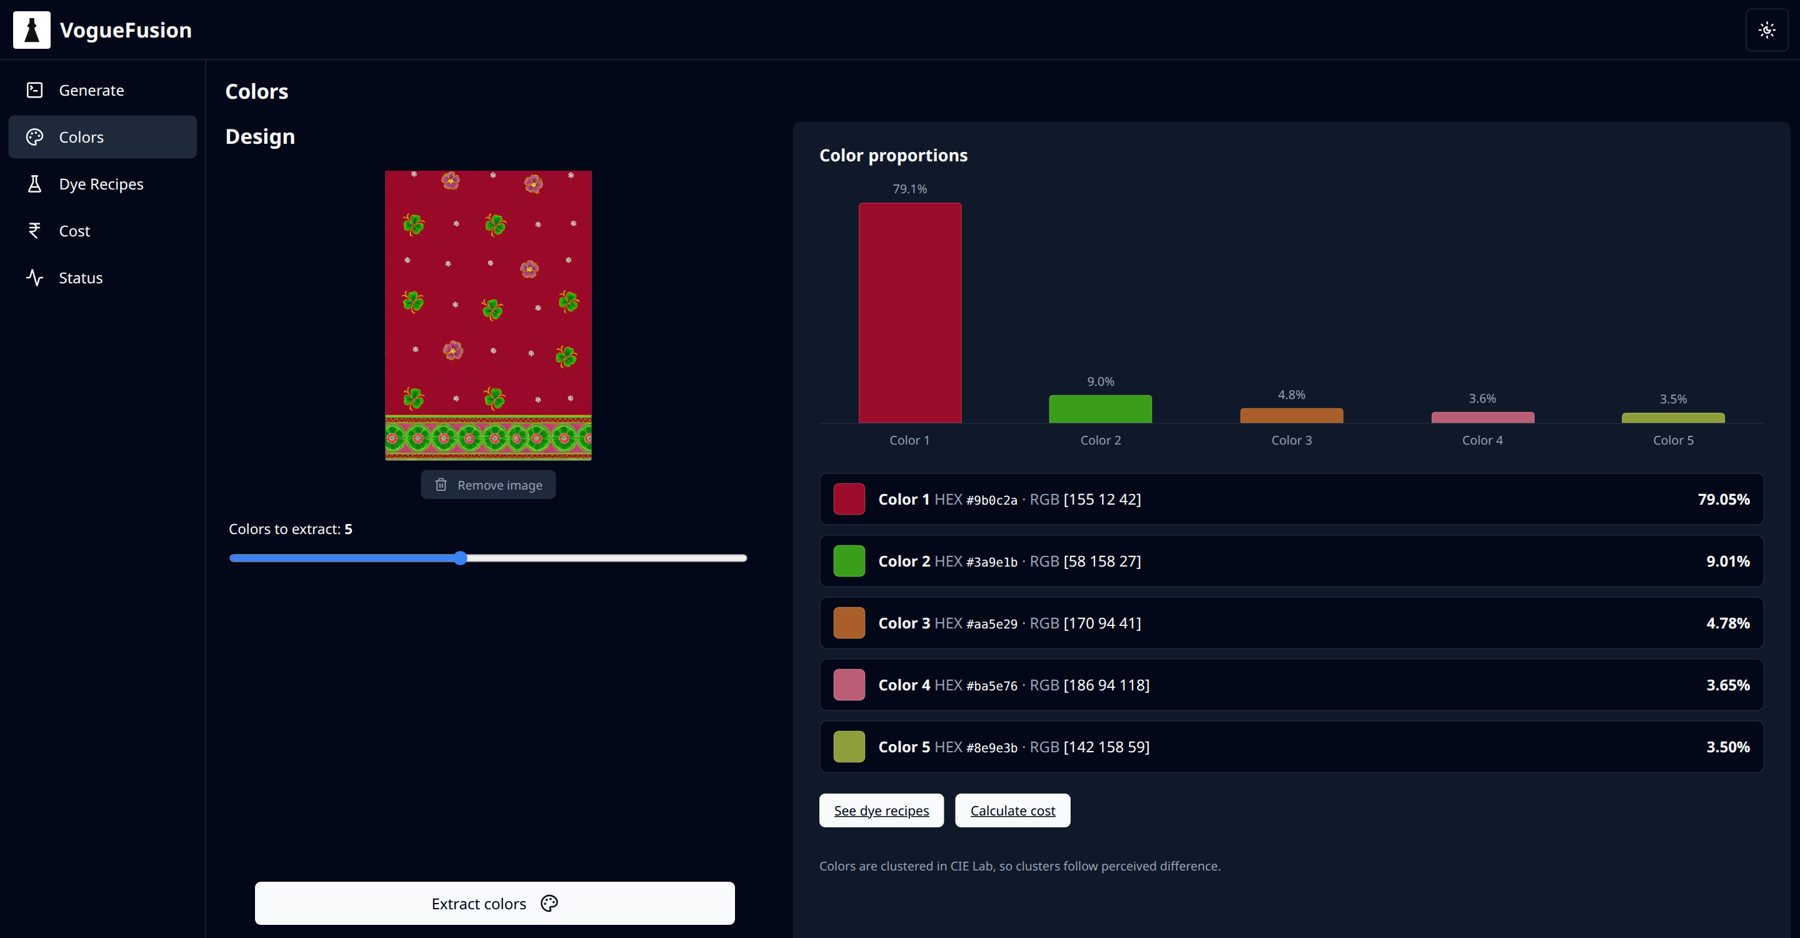 VogueFusion
Generate
Colors
Dye Recipes
Cost
Status
Colors
Design
Remove image
Colors to extract: 5
Extract colors
Color proportions
79.1%
9.0%
4.8%
3.6%
3.5%
Color 1
Color 2
Color 3
Color 4
Color 5
Color 1 HEX #9b0c2a · RGB [155 12 42] 79.05%
Color 2 HEX #3a9e1b · RGB [58 158 27] 9.01%
Color 3 HEX #aa5e29 · RGB [170 94 41] 4.78%
Color 4 HEX #ba5e76 · RGB [186 94 118] 3.65%
Color 5 HEX #8e9e3b · RGB [142 158 59] 3.50%
See dye recipes
Calculate cost
Colors are clustered in CIE Lab, so clusters follow perceived difference.